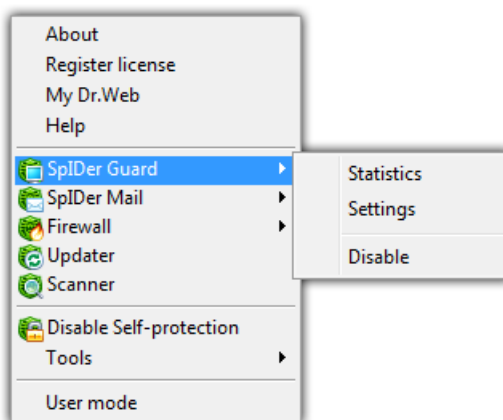 About
Register license
My Dr.Web
Help
SpIDer Guard
SpIDer Mail
Firewall
Updater
Scanner
Disable Self-protection
Tools
User mode
Statistics
Settings
Disable